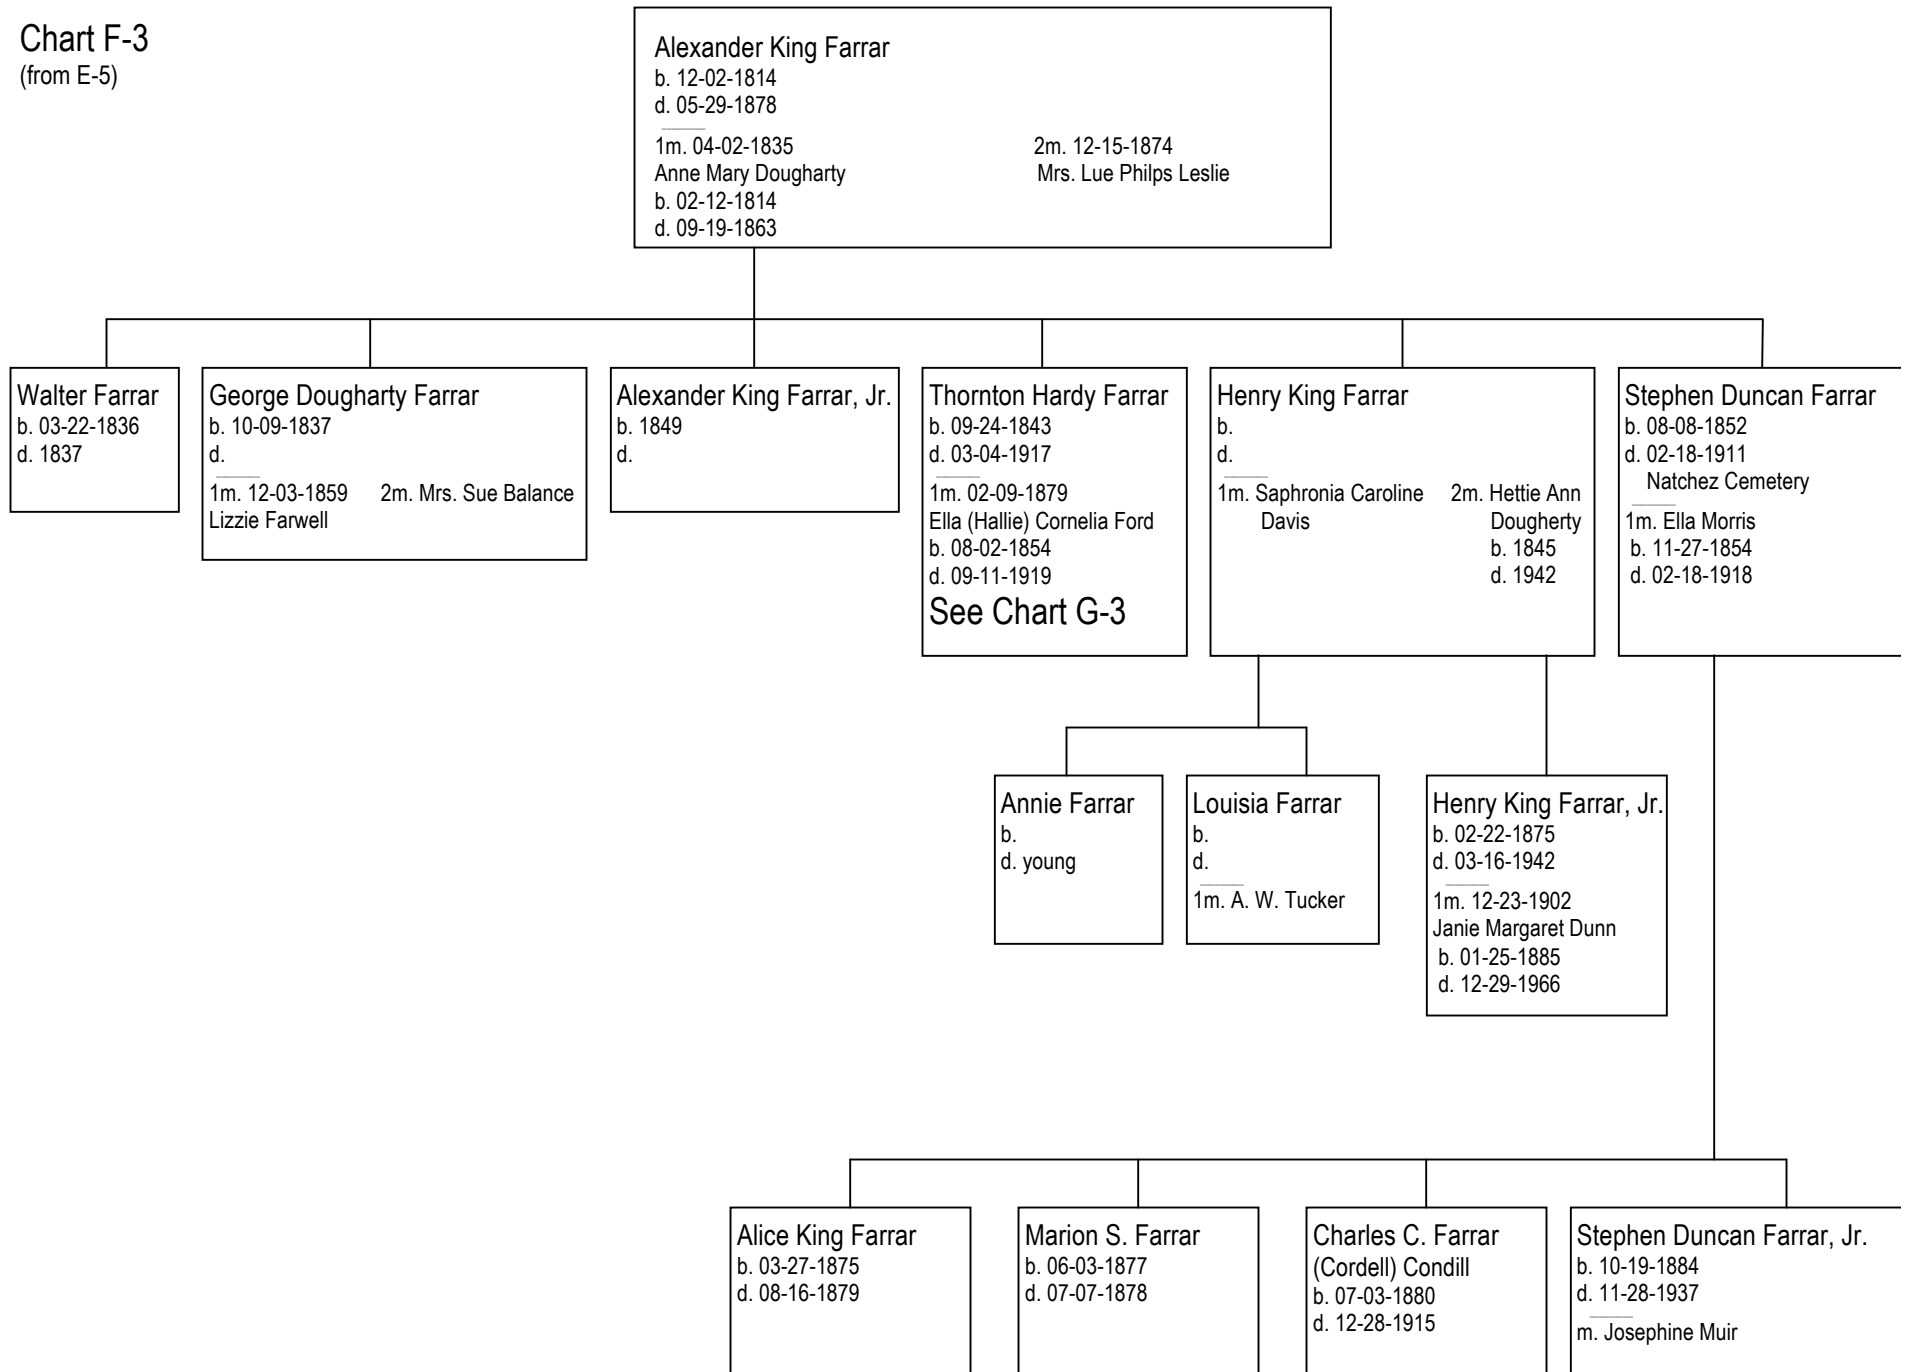 Chart F-3
(from E-5)
Alexander King Farrar
b. 12-02-1814
d. 05-29-1878
1m. 04-02-1835
Anne Mary Dougharty
b. 02-12-1814
d. 09-19-1863
2m. 12-15-1874
Mrs. Lue Philps Leslie
Walter Farrar
b. 03-22-1836
d. 1837
George Dougharty Farrar
b. 10-09-1837
d.
1m. 12-03-1859
Lizzie Farwell
2m. Mrs. Sue Balance
Alexander King Farrar, Jr.
b. 1849
d.
Thornton Hardy Farrar
b. 09-24-1843
d. 03-04-1917
1m. 02-09-1879
Ella (Hallie) Cornelia Ford
b. 08-02-1854
d. 09-11-1919
See Chart G-3
Henry King Farrar
b.
d.
1m. Saphronia Caroline
Davis
2m. Hettie Ann
Dougherty
b. 1845
d. 1942
Stephen Duncan Farrar
b. 08-08-1852
d. 02-18-1911
Natchez Cemetery
1m. Ella Morris
b. 11-27-1854
d. 02-18-1918
Annie Farrar
b.
d. young
Louisia Farrar
b.
d.
1m. A. W. Tucker
Henry King Farrar, Jr.
b. 02-22-1875
d. 03-16-1942
1m. 12-23-1902
Janie Margaret Dunn
b. 01-25-1885
d. 12-29-1966
Alice King Farrar
b. 03-27-1875
d. 08-16-1879
Marion S. Farrar
b. 06-03-1877
d. 07-07-1878
Charles C. Farrar
(Cordell) Condill
b. 07-03-1880
d. 12-28-1915
Stephen Duncan Farrar, Jr.
b. 10-19-1884
d. 11-28-1937
m. Josephine Muir